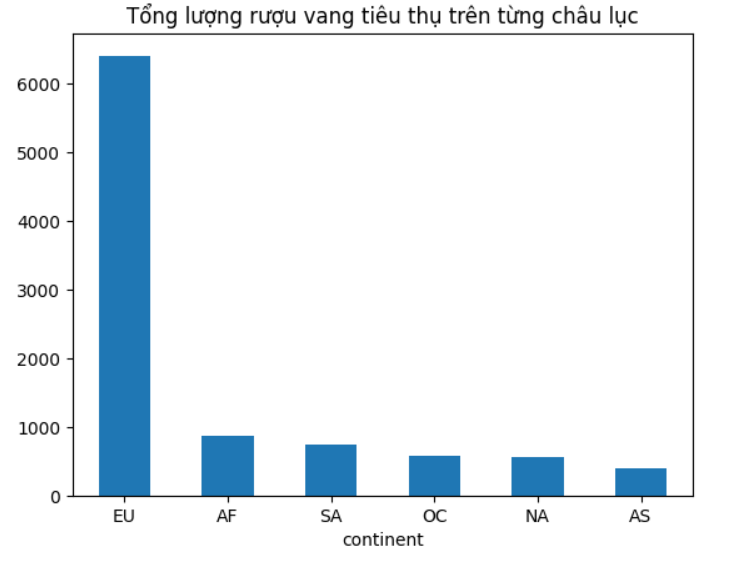 Tổng lượng rượu vang tiêu thụ trên từng châu lục
6000
5000
4000
3000
2000
1000
0
EU AF SA OC NA AS
continent